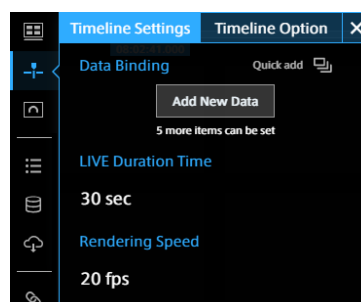 Timeline Settings
Timeline Option
Data Binding
Quick add
Add New Data
5 more items can be set
LIVE Duration Time
30 sec
Rendering Speed
20 fps